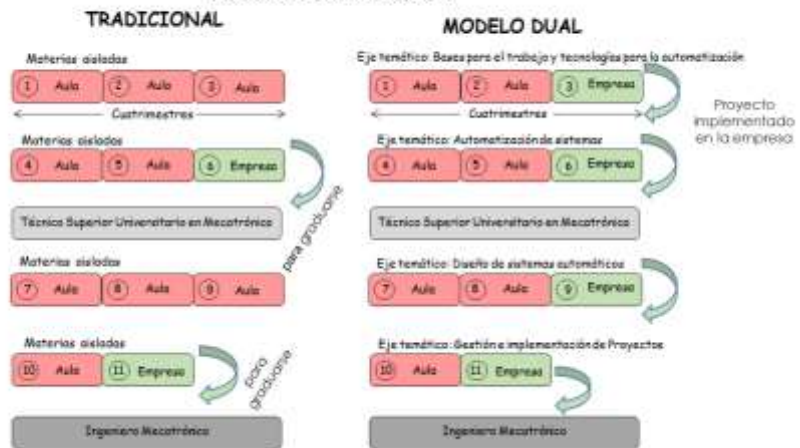 TRADICIONAL
Materias aisladas
1 Aula 2 Aula 3 Aula
Cuatrimestres
Materias aisladas
4 Aula 5 Aula 6 Empresa
Técnico Superior Universitario en Mecatrónica
para graduarse
Materias aisladas
7 Aula 8 Aula 9 Aula
Materias aisladas
10 Aula 11 Empresa
para
graduarse
Ingeniero Mecatrónico
MODELO DUAL
Eje temático: Bases para el trabajo y tecnologías para la automatización
1 Aula 2 Aula 3 Empresa
Cuatrimestres
Proyecto
implementado
en la empresa
Eje temático: Automatización de sistemas
4 Aula 5 Aula 6 Empresa
Técnico Superior Universitario en Mecatrónica
Eje temático: Diseño de sistemas automáticos
7 Aula 8 Aula 9 Empresa
Eje temático: Gestión e implementación de Proyectos
10 Aula 11 Empresa
Ingeniero Mecatrónico